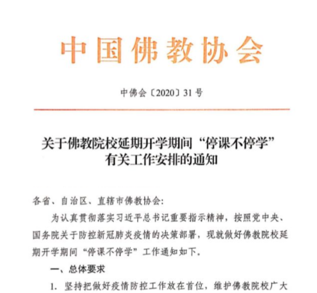 中国佛教协会
中佛会〔2020〕31号
关于佛教院校延期开学期间“停课不停学”
有关工作安排的通知
各省、自治区、直辖市佛教协会：
为认真贯彻落实习近平总书记重要指示精神，按照党中央、
国务院关于防控新冠肺炎疫情的决策部署，现就做好佛教院校延
期开学期间“停课不停学”工作通知如下。
一、总体要求
1．坚持把做好疫情防控工作放在首位，维护佛教院校广大